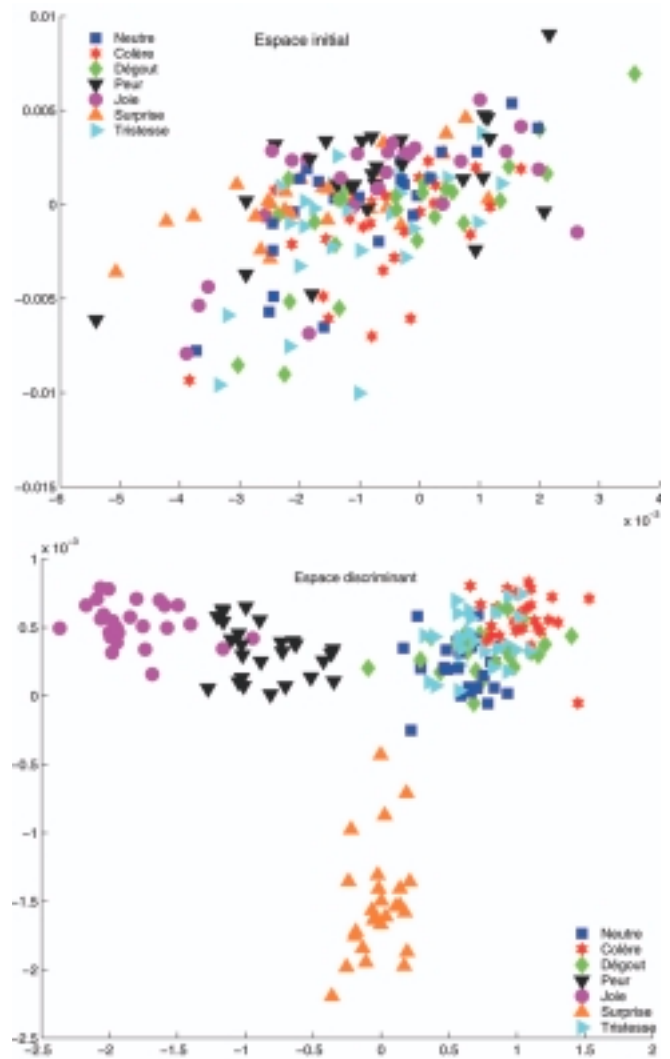 0.01
Neutre
Colère
Dégout
Peur
Joie
Surprise
Tristesse
Espace initial
0.005
0
−0.005
−0.01
−0.015
−6 −5 −4 −3 −2 −1 0 1 2 3 4
x 10⁻³
x 10⁻³
1
Espace discriminant
0.5
0
−0.5
−1
−1.5
−2
−2.5
Neutre
Colère
Dégout
Peur
Joie
Surprise
Tristesse
−2.5 −2 −1.5 −1 −0.5 0 0.5 1 1.5 2